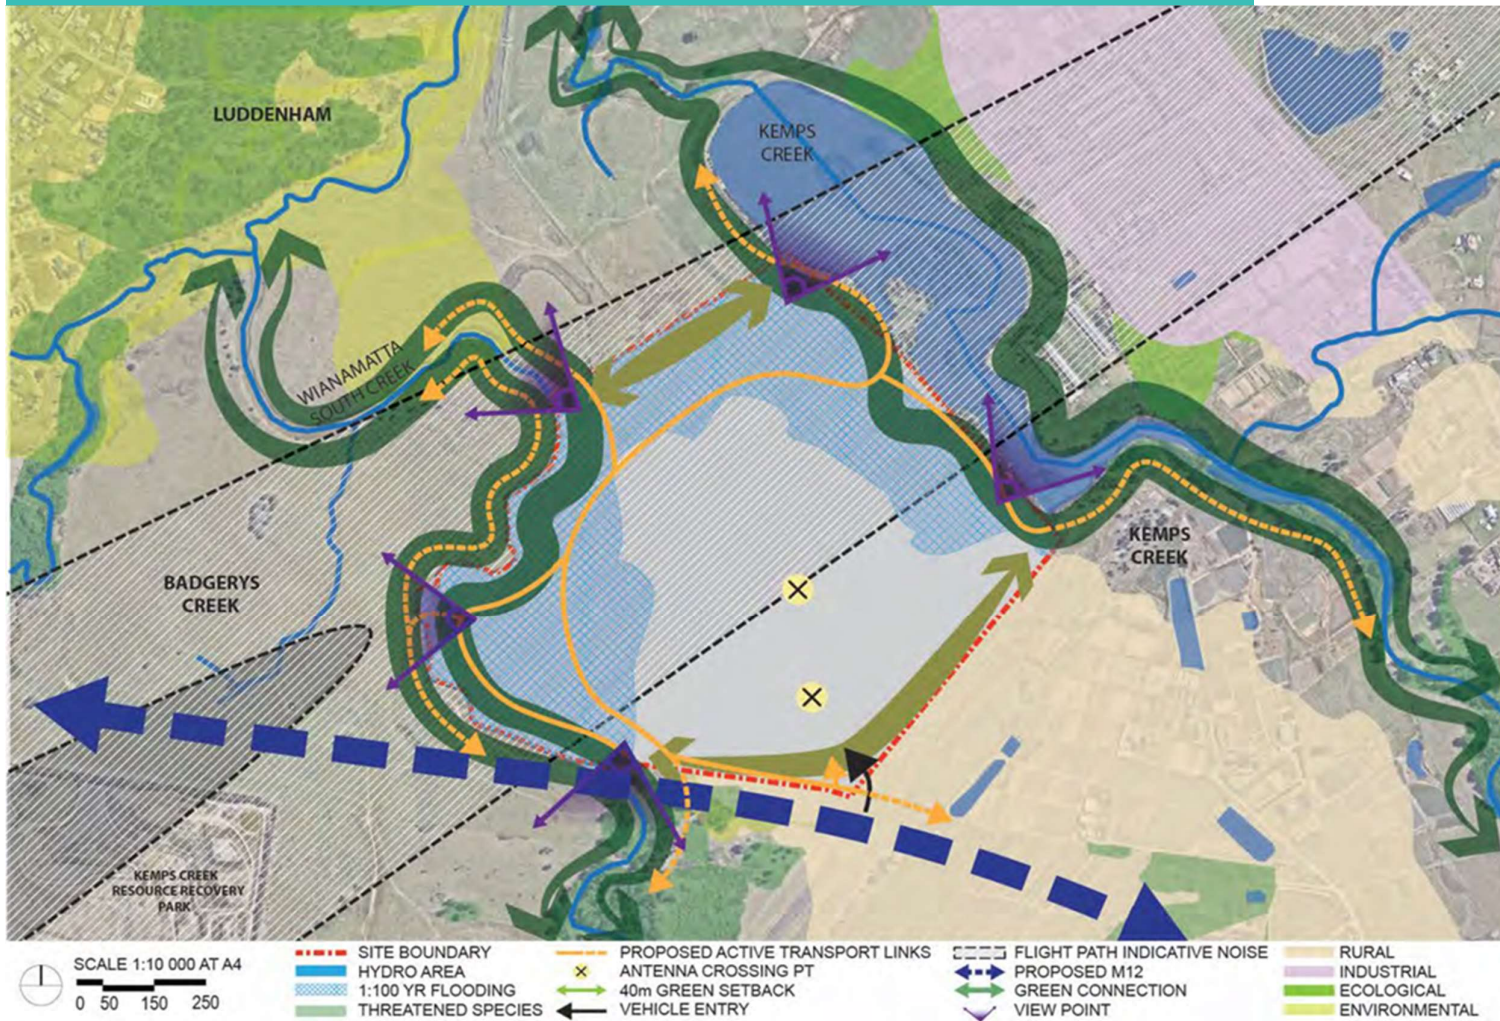 LUDDENHAM
KEMPS
CREEK
WIANAMATTA
SOUTH CREEK
BADGERYS
CREEK
KEMPS
CREEK
KEMPS CREEK
RESOURCE RECOVERY
PARK
SCALE 1:10 000 AT A4
0 50 150 250
SITE BOUNDARY
HYDRO AREA
1:100 YR FLOODING
THREATENED SPECIES
PROPOSED ACTIVE TRANSPORT LINKS
ANTENNA CROSSING PT
40m GREEN SETBACK
VEHICLE ENTRY
FLIGHT PATH INDICATIVE NOISE
PROPOSED M12
GREEN CONNECTION
VIEW POINT
RURAL
INDUSTRIAL
ECOLOGICAL
ENVIRONMENTAL